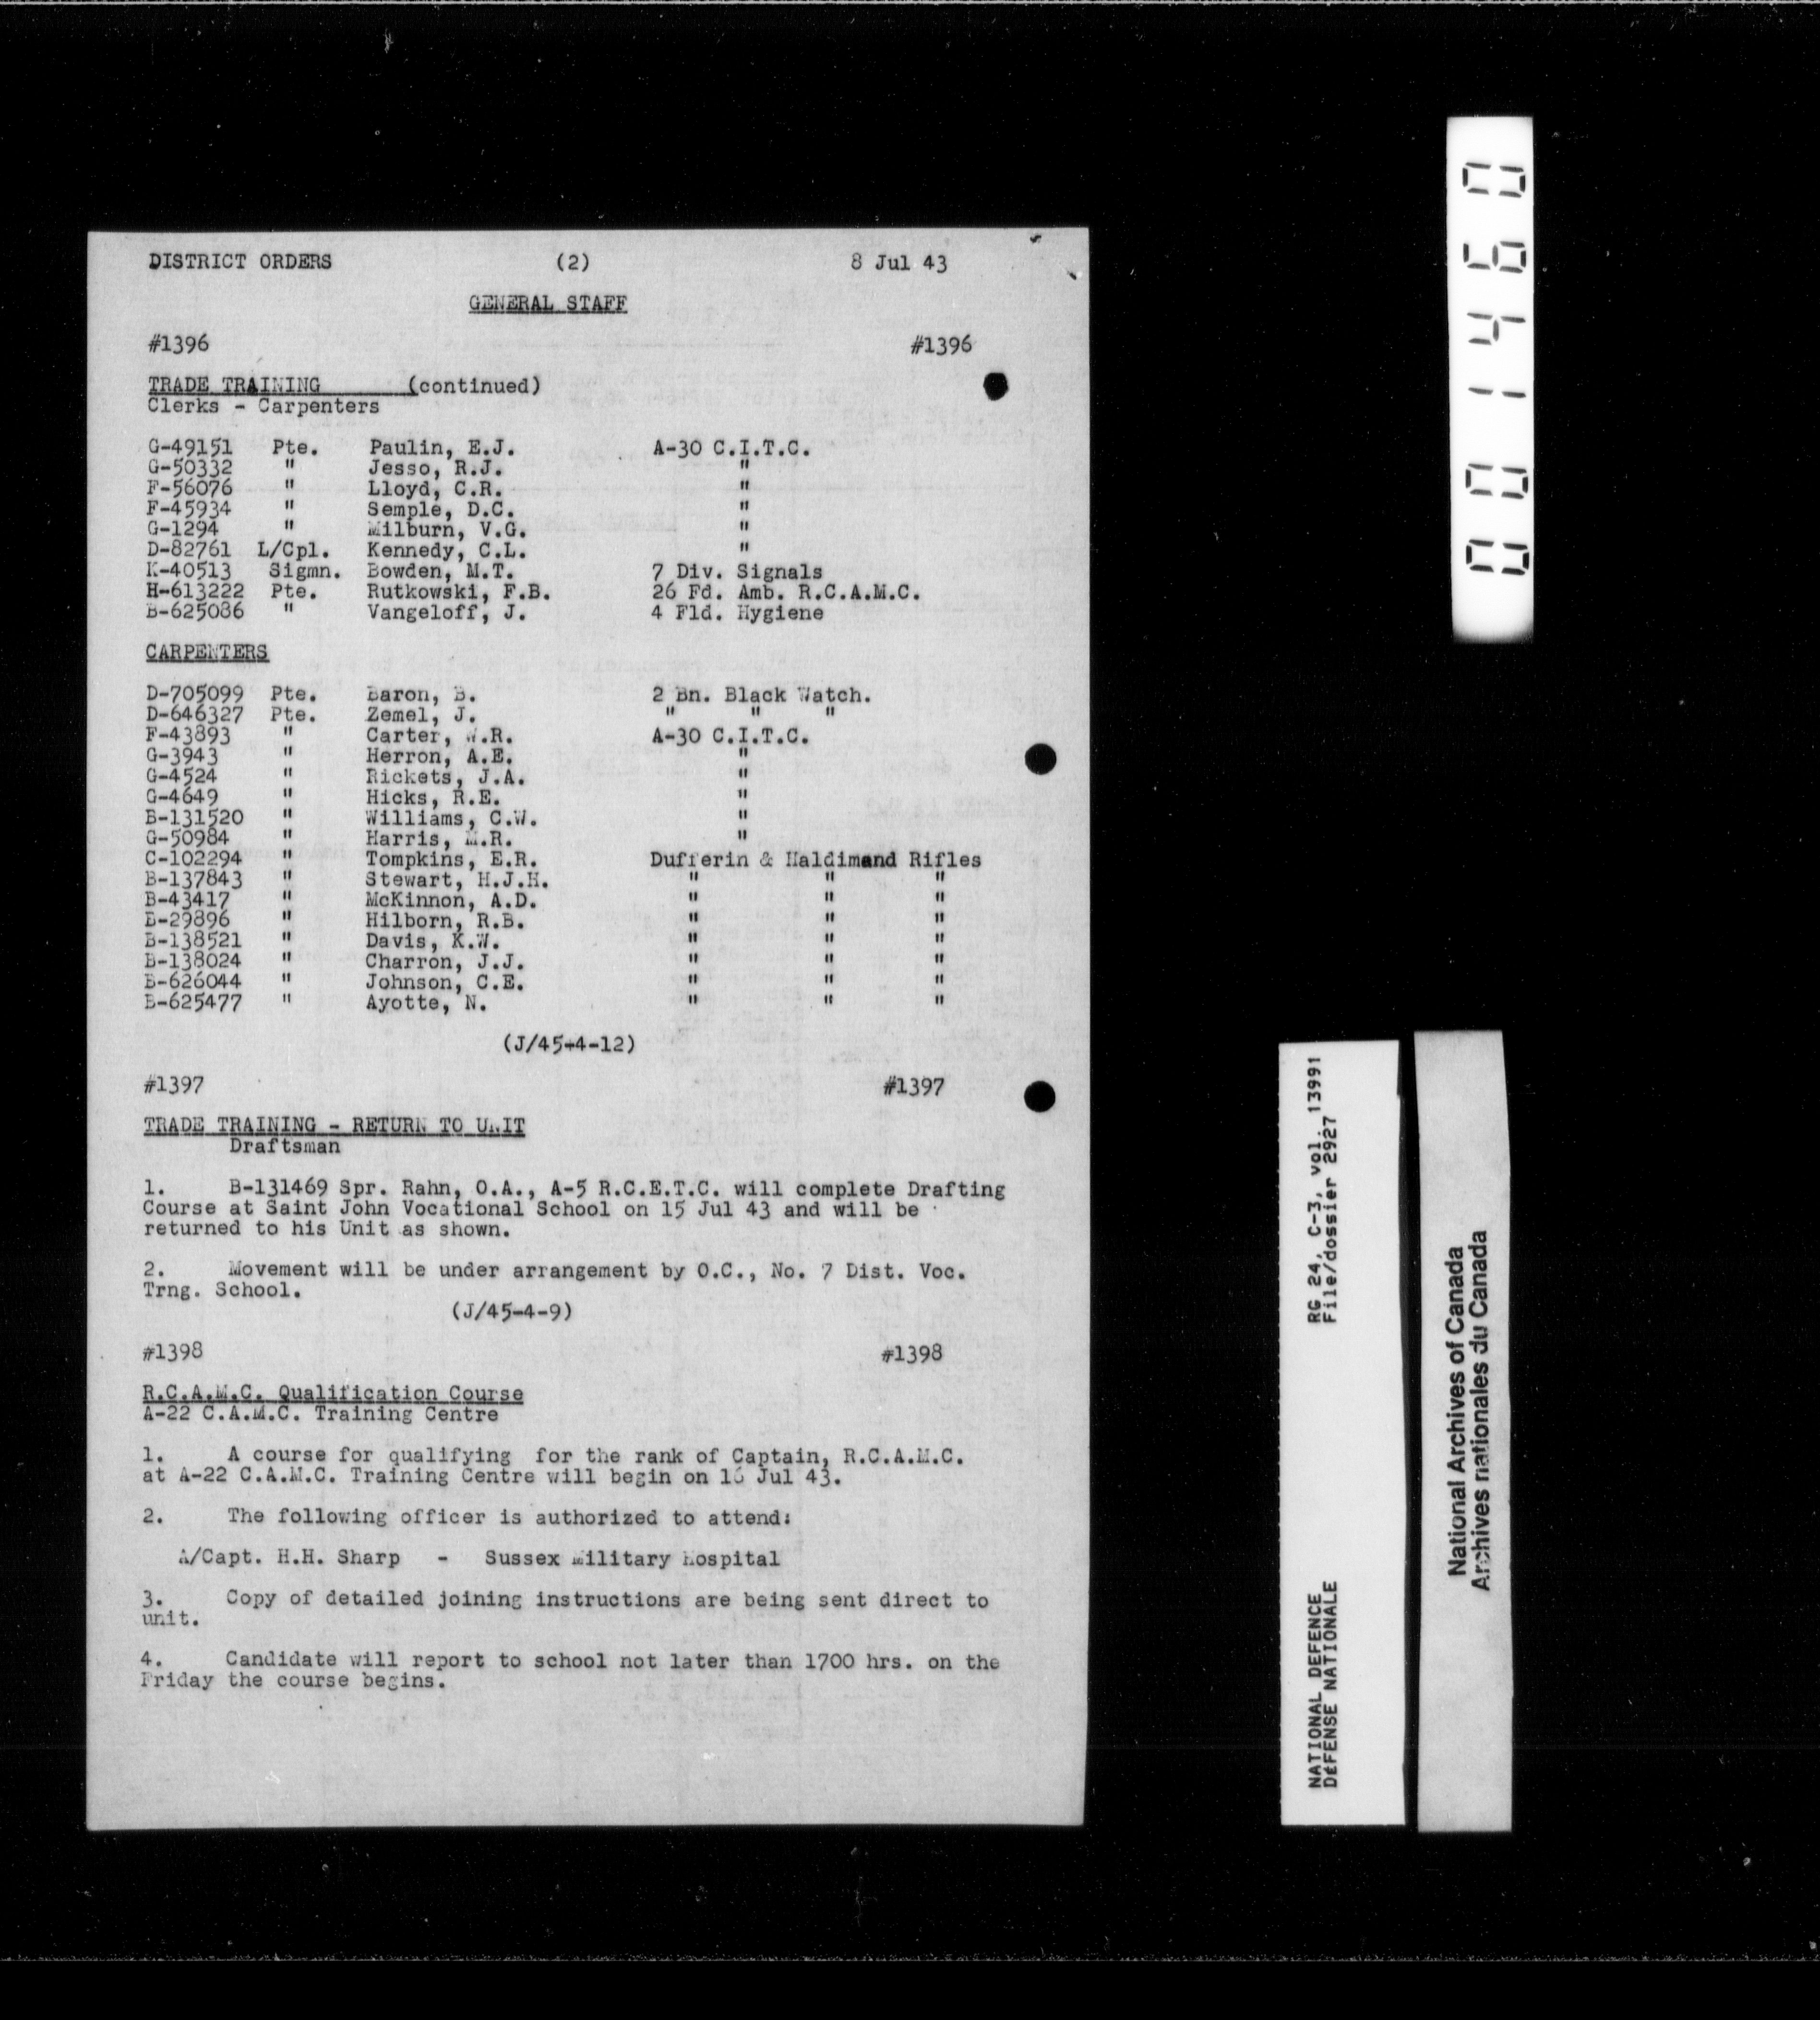 DISTRICT ORDERS (2) 8 Jul 43
GENERAL STAFF
#1396 #1396
TRADE TRAINING (continued)
Clerks - Carpenters
G-49151 Pte. Paulin, E.J. A-30 C.I.T.C.
G-50332 " Jesso, R.J. "
F-56076 " Lloyd, C.R. "
F-45934 " Semple, D.C. "
G-1294 " Milburn, V.G. "
D-82761 L/Cpl. Kennedy, C.L. "
K-40513 Sigmn. Bowden, M.T. 7 Div. Signals
H-613222 Pte. Rutkowski, F.B. 26 Fd. Amb. R.C.A.M.C.
B-625086 " Vangeloff, J. 4 Fld. Hygiene
CARPENTERS
D-705099 Pte. Baron, B. 2 Bn. Black Watch.
D-646327 Pte. Zemel, J. " " "
F-43893 " Carter, W.R. A-30 C.I.T.C.
G-3943 " Herron, A.E. "
G-4524 " Rickets, J.A. "
G-4649 " Hicks, R.E. "
B-131520 " Williams, C.W. "
G-50984 " Harris, M.R. "
C-102294 " Tompkins, E.R. Dufferin & Haldimand Rifles
B-137843 " Stewart, H.J.H. " " "
B-43417 " McKinnon, A.D. " " "
B-29896 " Hilborn, R.B. " " "
B-138521 " Davis, K.W. " " "
B-138024 " Charron, J.J. " " "
B-626044 " Johnson, C.E. " " "
B-625477 " Ayotte, N. " " "
(J/45-4-12)
#1397 #1397
TRADE TRAINING - RETURN TO UNIT
Draftsman
1. B-131469 Spr. Rahn, O.A., A-5 R.C.E.T.C. will complete Drafting
Course at Saint John Vocational School on 15 Jul 43 and will be
returned to his Unit as shown.
2. Movement will be under arrangement by O.C., No. 7 Dist. Voc.
Trng. School.
(J/45-4-9)
#1398 #1398
R.C.A.M.C. Qualification Course
A-22 C.A.M.C. Training Centre
1. A course for qualifying for the rank of Captain, R.C.A.M.C.
at A-22 C.A.M.C. Training Centre will begin on 16 Jul 43.
2. The following officer is authorized to attend:
A/Capt. H.H. Sharp - Sussex Military Hospital
3. Copy of detailed joining instructions are being sent direct to
unit.
4. Candidate will report to school not later than 1700 hrs. on the
Friday the course begins.
001460
NATIONAL DEFENCE RG 24, C-3, vol. 13991
DÉFENSE NATIONALE File/dossier 2927
National Archives of Canada
Archives nationales du Canada